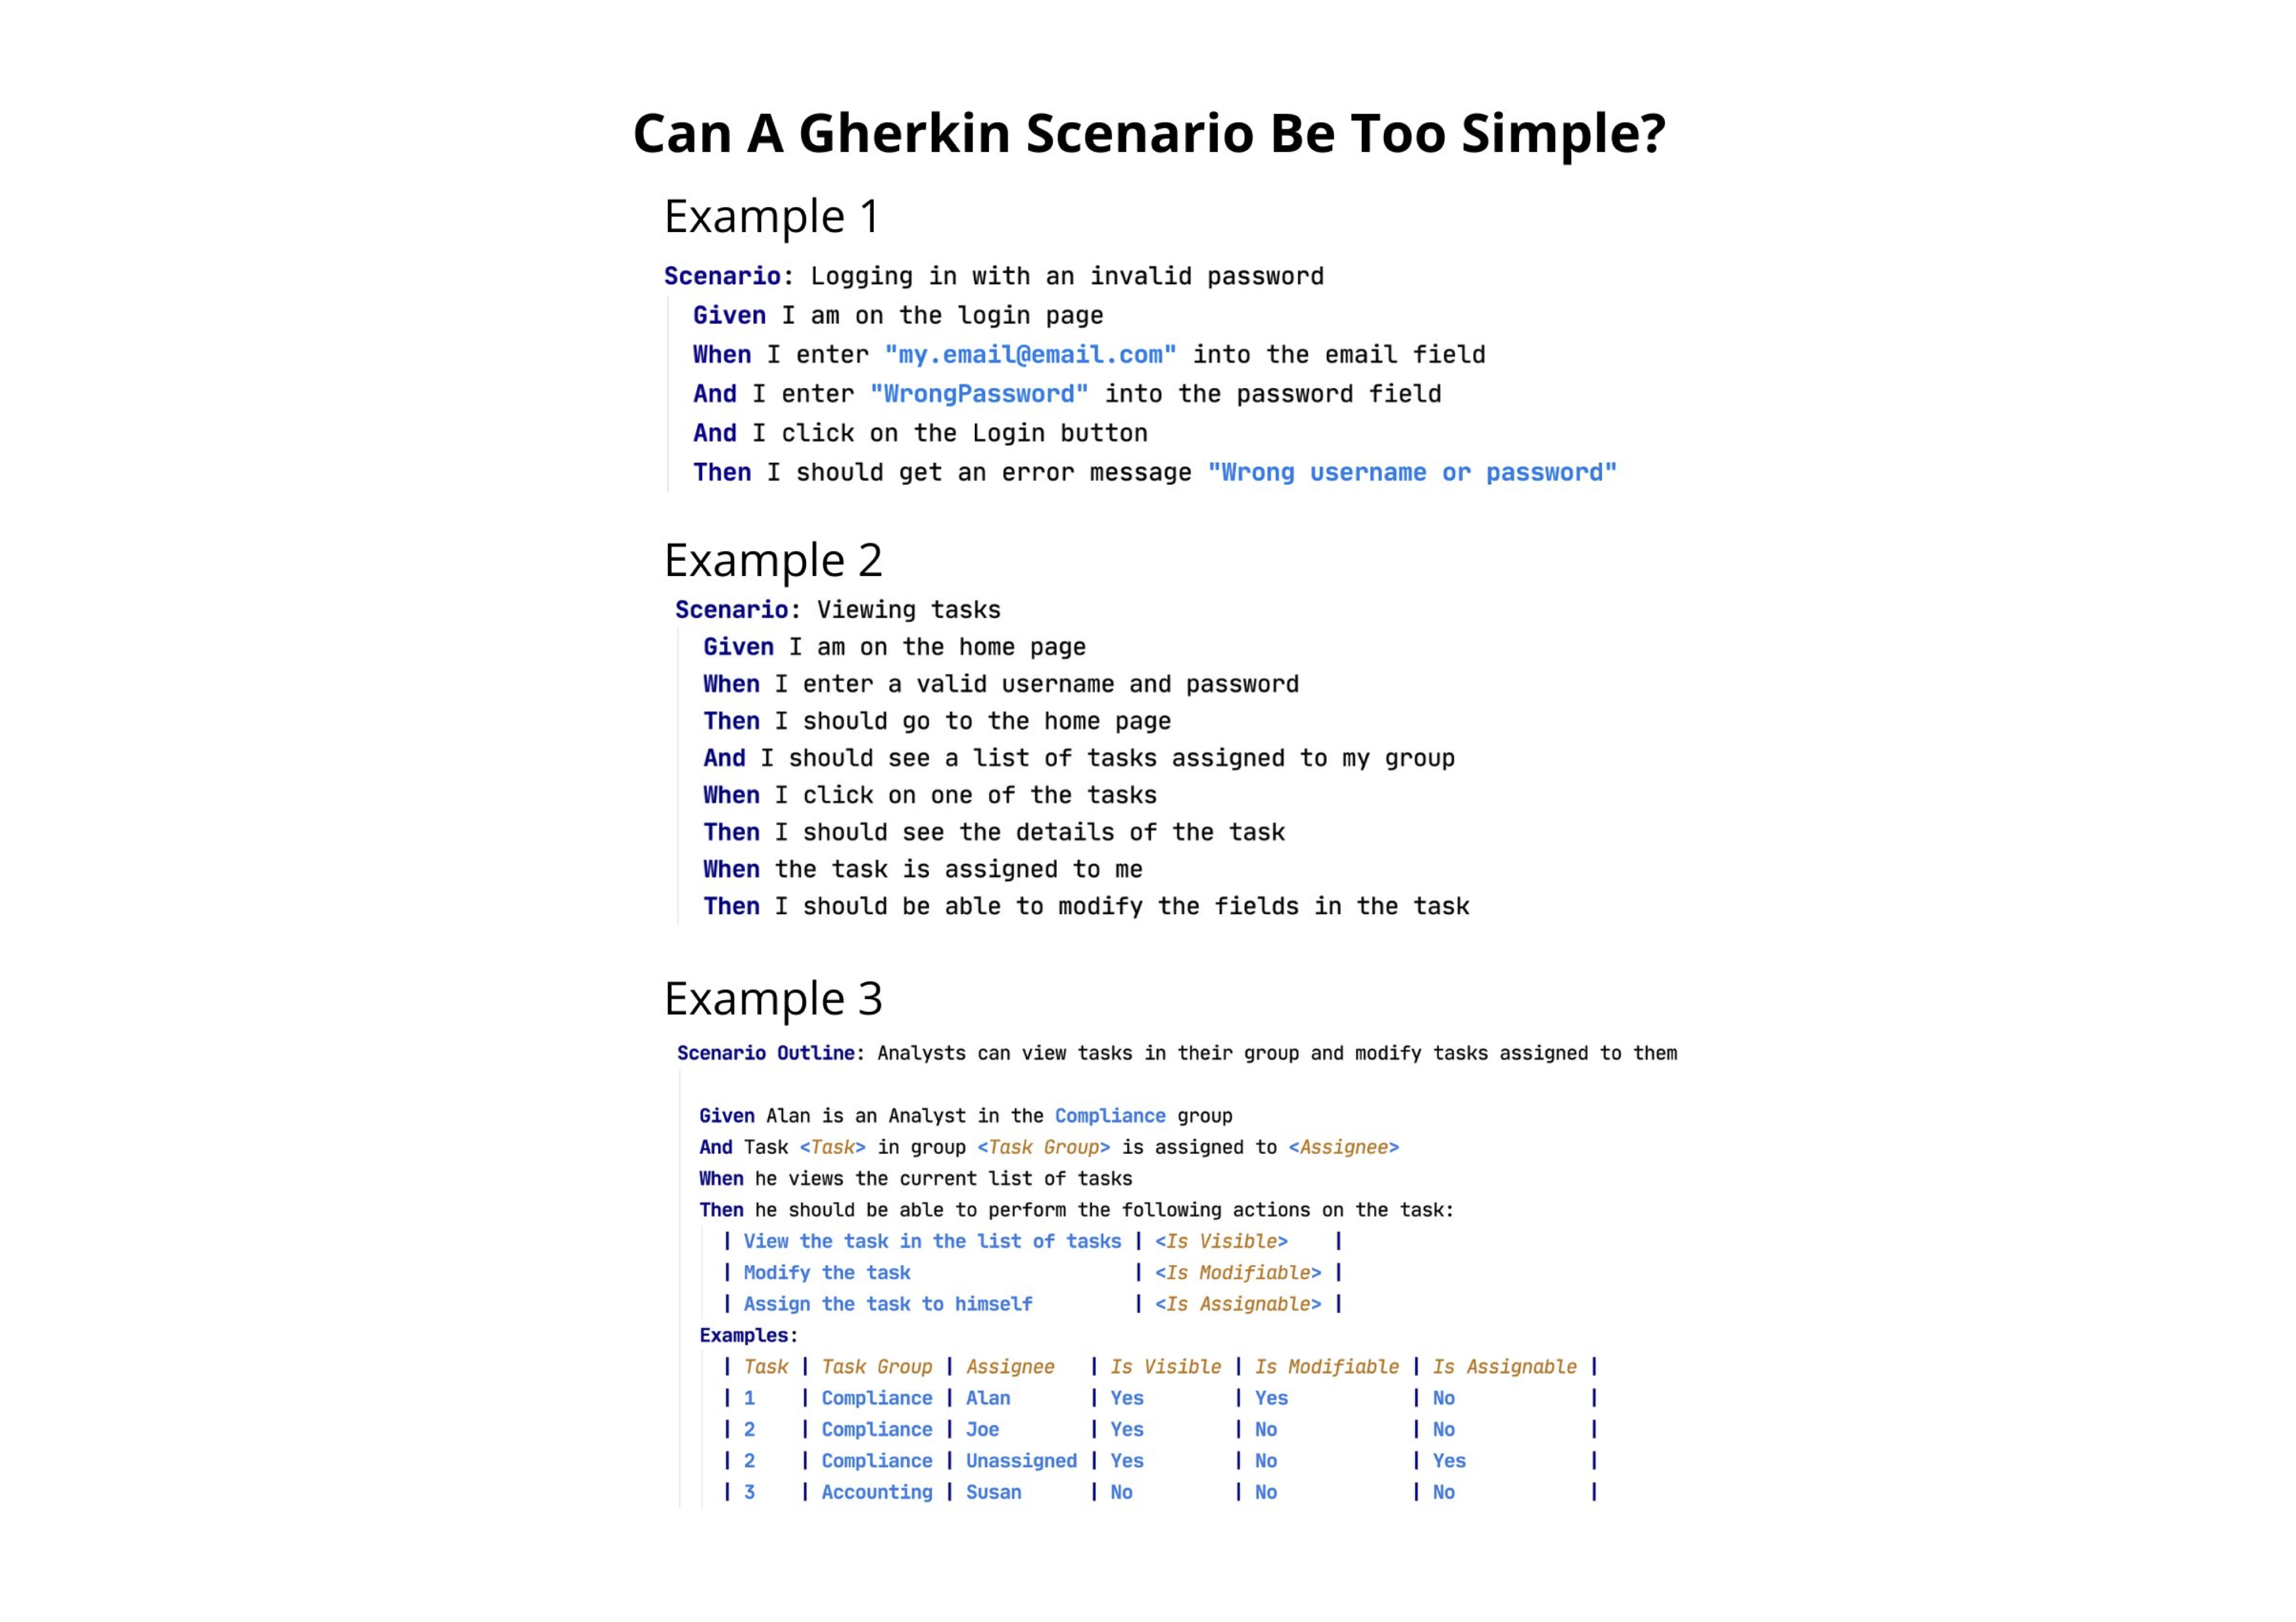 Can A Gherkin Scenario Be Too Simple?
Example 1
Scenario: Logging in with an invalid password
Given I am on the login page
When I enter "my.email@email.com" into the email field
And I enter "WrongPassword" into the password field
And I click on the Login button
Then I should get an error message "Wrong username or password"
Example 2
Scenario: Viewing tasks
Given I am on the home page
When I enter a valid username and password
Then I should go to the home page
And I should see a list of tasks assigned to my group
When I click on one of the tasks
Then I should see the details of the task
When the task is assigned to me
Then I should be able to modify the fields in the task
Example 3
Scenario Outline: Analysts can view tasks in their group and modify tasks assigned to them
Given Alan is an Analyst in the Compliance group
And Task <Task> in group <Task Group> is assigned to <Assignee>
When he views the current list of tasks
Then he should be able to perform the following actions on the task:
| View the task in the list of tasks | <Is Visible> |
| Modify the task | <Is Modifiable> |
| Assign the task to himself | <Is Assignable> |
Examples:
| Task | Task Group | Assignee | Is Visible | Is Modifiable | Is Assignable |
| 1 | Compliance | Alan | Yes | Yes | No |
| 2 | Compliance | Joe | Yes | No | No |
| 2 | Compliance | Unassigned | Yes | No | Yes |
| 3 | Accounting | Susan | No | No | No |